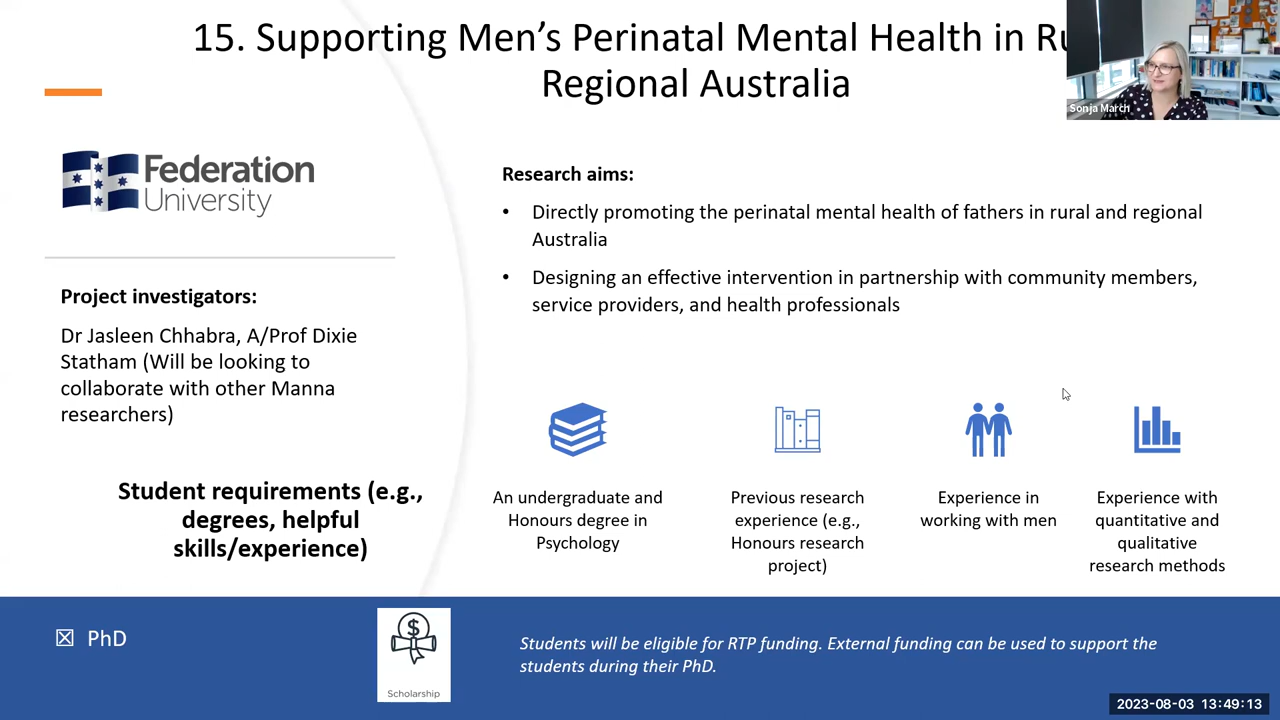 15. Supporting Men's Perinatal Mental Health in
Regional Australia
Sonja March
Federation
University
Research aims:
• Directly promoting the perinatal mental health of fathers in rural and regional
Australia
• Designing an effective intervention in partnership with community members,
service providers, and health professionals
Project investigators:
Dr Jasleen Chhabra, A/Prof Dixie
Statham (Will be looking to
collaborate with other Manna
researchers)
Student requirements (e.g.,
degrees, helpful
skills/experience)
An undergraduate and
Honours degree in
Psychology
Previous research
experience (e.g.,
Honours research
project)
Experience in
working with men
Experience with
quantitative and
qualitative
research methods
☒ PhD
$
Scholarship
Students will be eligible for RTP funding. External funding can be used to support the
students during their PhD.
2023-08-03 13:49:13